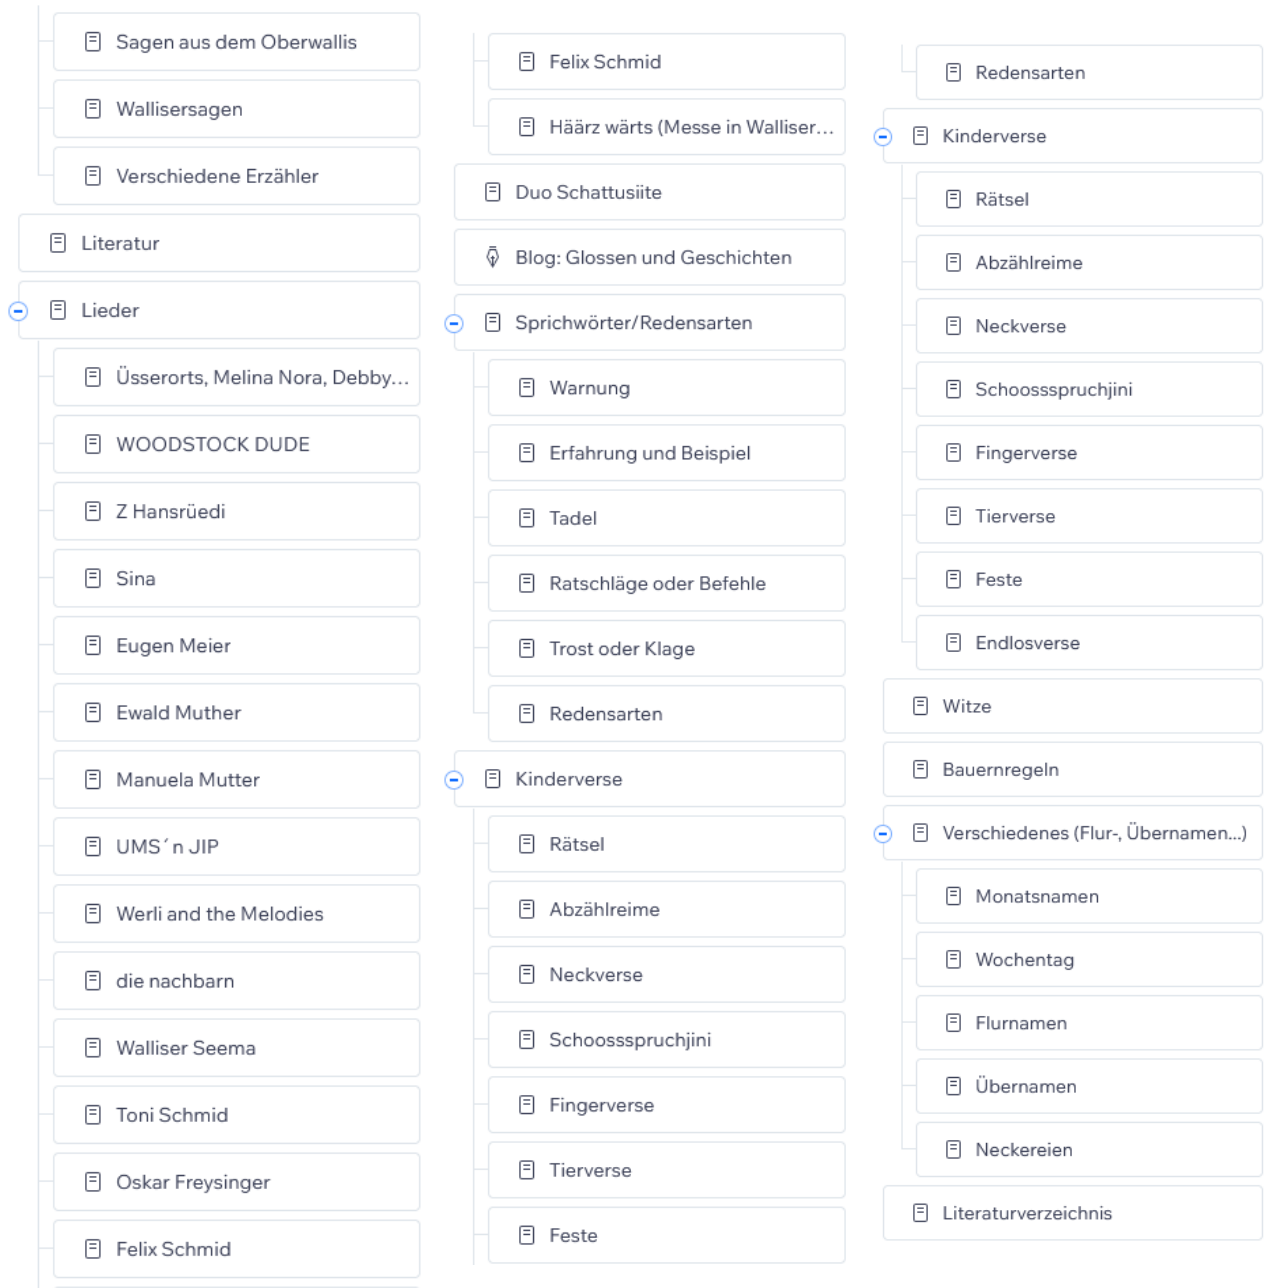 Sagen aus dem Oberwallis
Wallisersagen
Verschiedene Erzähler
Literatur
Lieder
Üsserorts, Melina Nora, Debby...
WOODSTOCK DUDE
Z Hansrüedi
Sina
Eugen Meier
Ewald Muther
Manuela Mutter
UMS´n JIP
Werli and the Melodies
die nachbarn
Walliser Seema
Toni Schmid
Oskar Freysinger
Felix Schmid
Felix Schmid
Häärz wärts (Messe in Walliser...
Duo Schattusiite
Blog: Glossen und Geschichten
Sprichwörter/Redensarten
Warnung
Erfahrung und Beispiel
Tadel
Ratschläge oder Befehle
Trost oder Klage
Redensarten
Kinderverse
Rätsel
Abzählreime
Neckverse
Schoossspruchjini
Fingerverse
Tierverse
Feste
Redensarten
Kinderverse
Rätsel
Abzählreime
Neckverse
Schoossspruchjini
Fingerverse
Tierverse
Feste
Endlosverse
Witze
Bauernregeln
Verschiedenes (Flur-, Übernamen...)
Monatsnamen
Wochentag
Flurnamen
Übernamen
Neckereien
Literaturverzeichnis